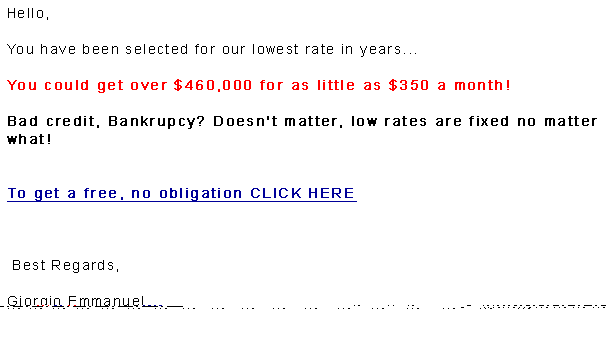 Hello,
You have been selected for our lowest rate in years...
You could get over $460,000 for as little as $350 a month!
Bad credit, Bankrupcy? Doesn't matter, low rates are fixed no matter
what!
To get a free, no obligation CLICK HERE
Best Regards,
Giorgio Emmanuel